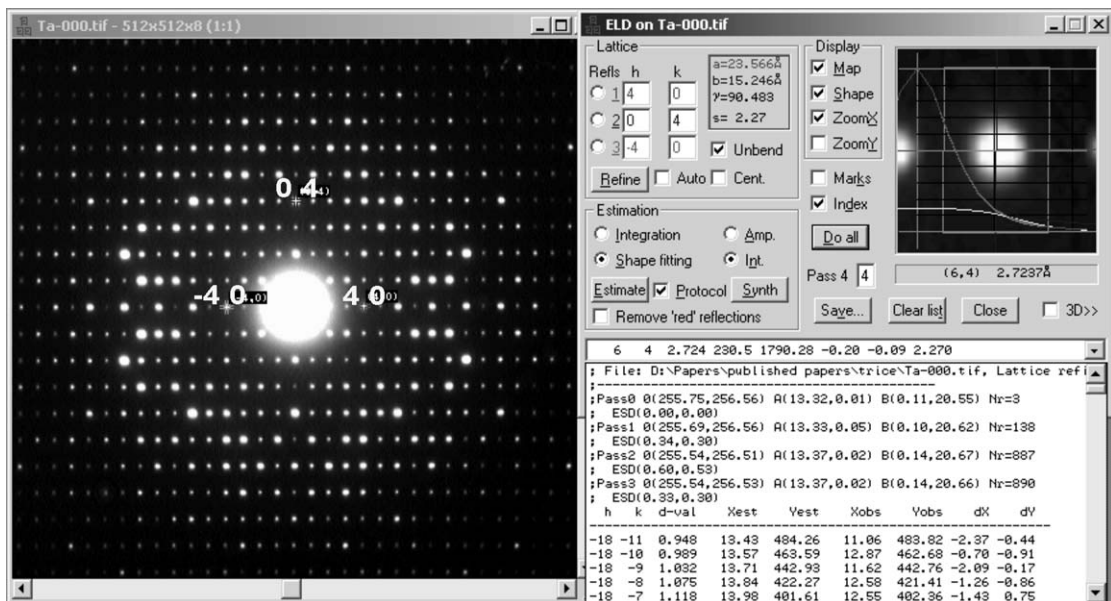 Ta-000.tif - 512x512x8 (1:1)
0 4
-4 0
4 0
ELD on Ta-000.tif
Lattice
Refls h k
1 4 0
2 0 4
3 -4 0
a=23.566Å
b=15.246Å
γ=90.483
s= 2.27
Unbend
Refine Auto Cent.
Estimation
Integration Amp.
Shape fitting Int.
Estimate Protocol Synth
Remove 'red' reflections
Display
Map
Shape
ZoomX
ZoomY
Marks
Index
Do all
Pass 4 4
(6,4) 2.7237Å
Save... Clear list Close 3D>>
6 4 2.724 230.5 1790.28 -0.20 -0.09 2.270
; File: D:\Papers\published papers\trice\Ta-000.tif, Lattice refi
;-----------------------------------------------
;Pass0 0(255.75,256.56) A(13.32,0.01) B(0.11,20.55) Nr=3
; ESD(0.00,0.00)
;Pass1 0(255.69,256.56) A(13.33,0.05) B(0.10,20.62) Nr=138
; ESD(0.34,0.30)
;Pass2 0(255.54,256.51) A(13.37,0.02) B(0.14,20.67) Nr=887
; ESD(0.60,0.53)
;Pass3 0(255.54,256.53) A(13.37,0.02) B(0.14,20.66) Nr=890
; ESD(0.33,0.30)
h k d-val Xest Yest Xobs Yobs dX dY
-18 -11 0.948 13.43 484.26 11.06 483.82 -2.37 -0.44
-18 -10 0.989 13.57 463.59 12.87 462.68 -0.70 -0.91
-18 -9 1.032 13.71 442.93 11.62 442.76 -2.09 -0.17
-18 -8 1.075 13.84 422.27 12.58 421.41 -1.26 -0.86
-18 -7 1.118 13.98 401.61 12.55 402.36 -1.43 0.75